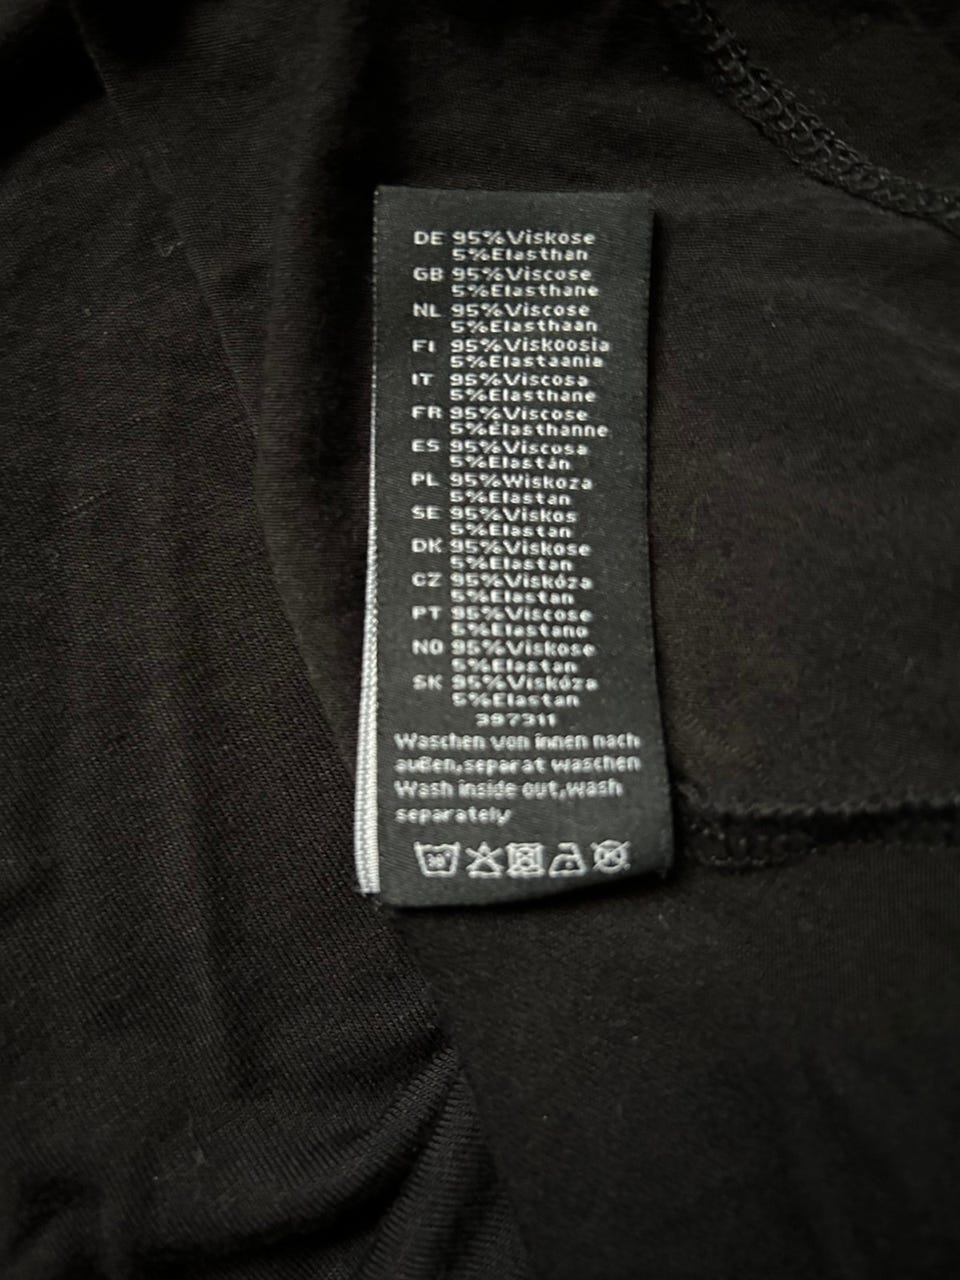 DE 95%Viskose
5%Elasthan
GB 95%Viscose
5%Elasthane
NL 95%Viscose
5%Elasthaan
FI 95%Viskoosia
5%Elastaania
IT 95%Viscosa
5%Elasthane
FR 95%Viscose
5%Élasthanne
ES 95%Viscosa
5%Elastán
PL 95%Wiskoza
5%Elastan
SE 95%Viskos
5%Elastan
DK 95%Viskose
5%Elastan
CZ 95%Viskóza
5%Elastan
PT 95%Viscose
5%Elastano
NO 95%Viskose
5%Elastan
SK 95%Viskóza
5%Elastan
397311
Waschen von innen nach
außen,separat waschen
Wash inside out,wash
separately
30